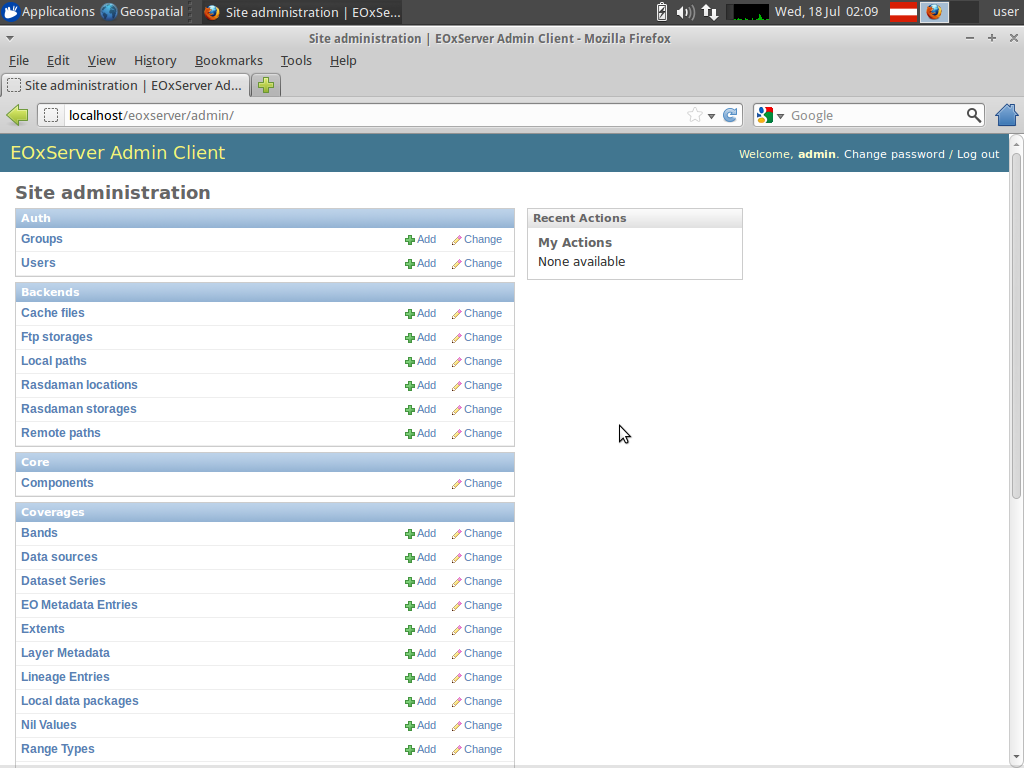 Applications Geospatial Site administration | EOxSe... Wed, 18 Jul 02:09 user
Site administration | EOxServer Admin Client - Mozilla Firefox
File Edit View History Bookmarks Tools Help
Site administration | EOxServer Ad...
localhost/eoxserver/admin/ Google
EOxServer Admin Client Welcome, admin. Change password / Log out
Site administration
Auth
Groups Add Change
Users Add Change
Backends
Cache files Add Change
Ftp storages Add Change
Local paths Add Change
Rasdaman locations Add Change
Rasdaman storages Add Change
Remote paths Add Change
Core
Components Change
Coverages
Bands Add Change
Data sources Add Change
Dataset Series Add Change
EO Metadata Entries Add Change
Extents Add Change
Layer Metadata Add Change
Lineage Entries Add Change
Local data packages Add Change
Nil Values Add Change
Range Types Add Change
Recent Actions
My Actions
None available